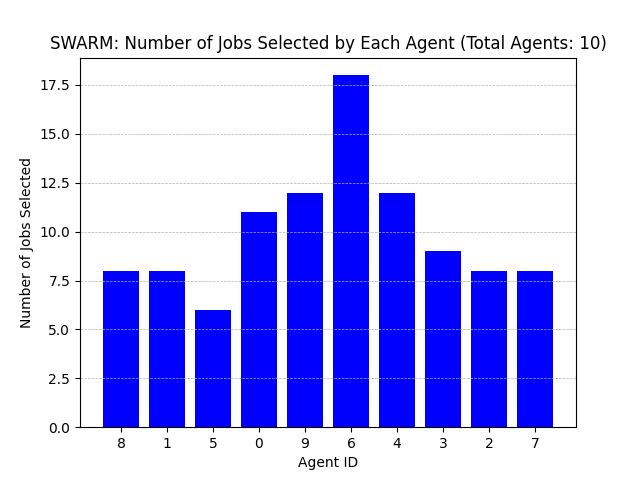 SWARM: Number of Jobs Selected by Each Agent (Total Agents: 10)
Number of Jobs Selected
17.5
15.0
12.5
10.0
7.5
5.0
2.5
0.0
8 1 5 0 9 6 4 3 2 7
Agent ID